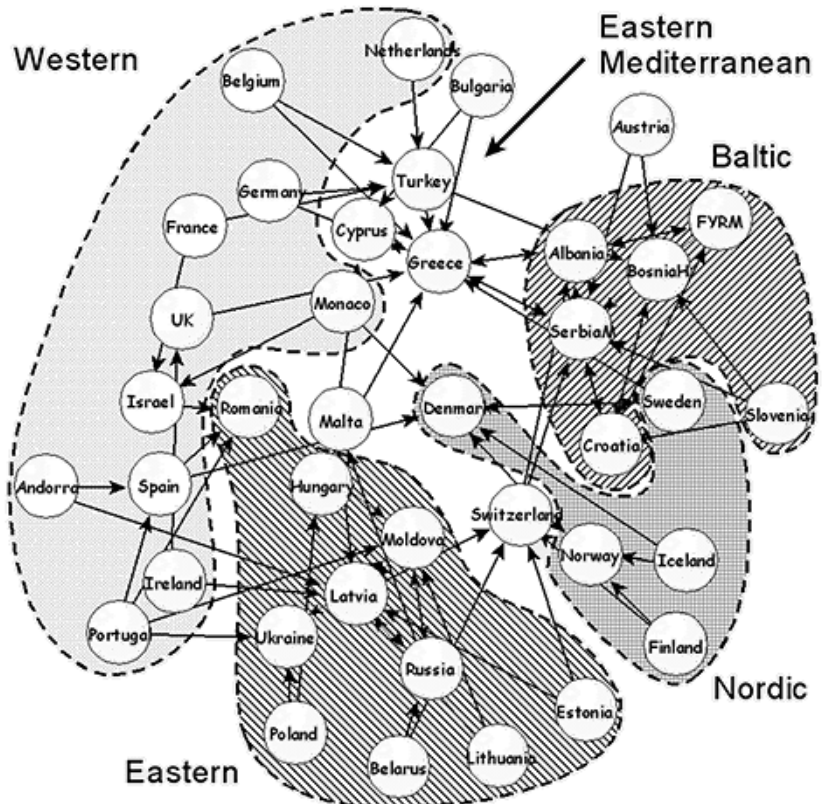 Western
Eastern
Mediterranean
Netherlands
Belgium
Bulgaria
Austria
Baltic
Germany
Turkey
France
Cyprus
FYRM
Albania
Greece
BosniaH
Monaco
UK
SerbiaM
Israel
Romania
Malta
Denmar
Sweden
Slovenia
Croatia
Andorra
Spain
Hungary
Switzerland
Moldova
Norway
Iceland
Ireland
Latvia
Portuga
Ukraine
Finland
Russia
Nordic
Estonia
Poland
Lithuania
Belarus
Eastern